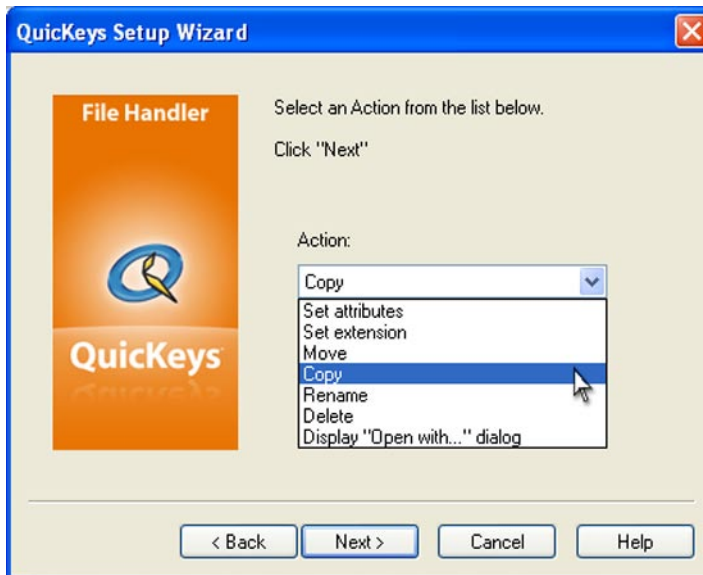 QuicKeys Setup Wizard
File Handler
QuicKeys
Select an Action from the list below.
Click "Next"
Action:
Copy
Set attributes
Set extension
Move
Copy
Rename
Delete
Display "Open with..." dialog
< Back
Next >
Cancel
Help